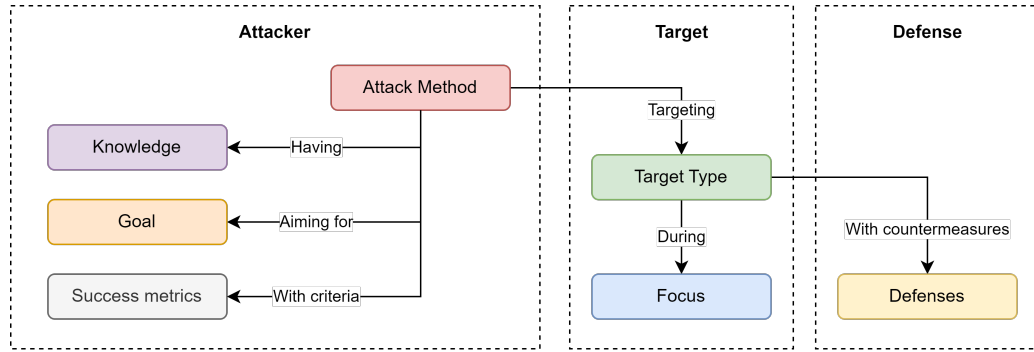 Attacker
Target
Defense
Attack Method
Targeting
Knowledge
Having
Target Type
Goal
Aiming for
During
With countermeasures
Success metrics
With criteria
Focus
Defenses